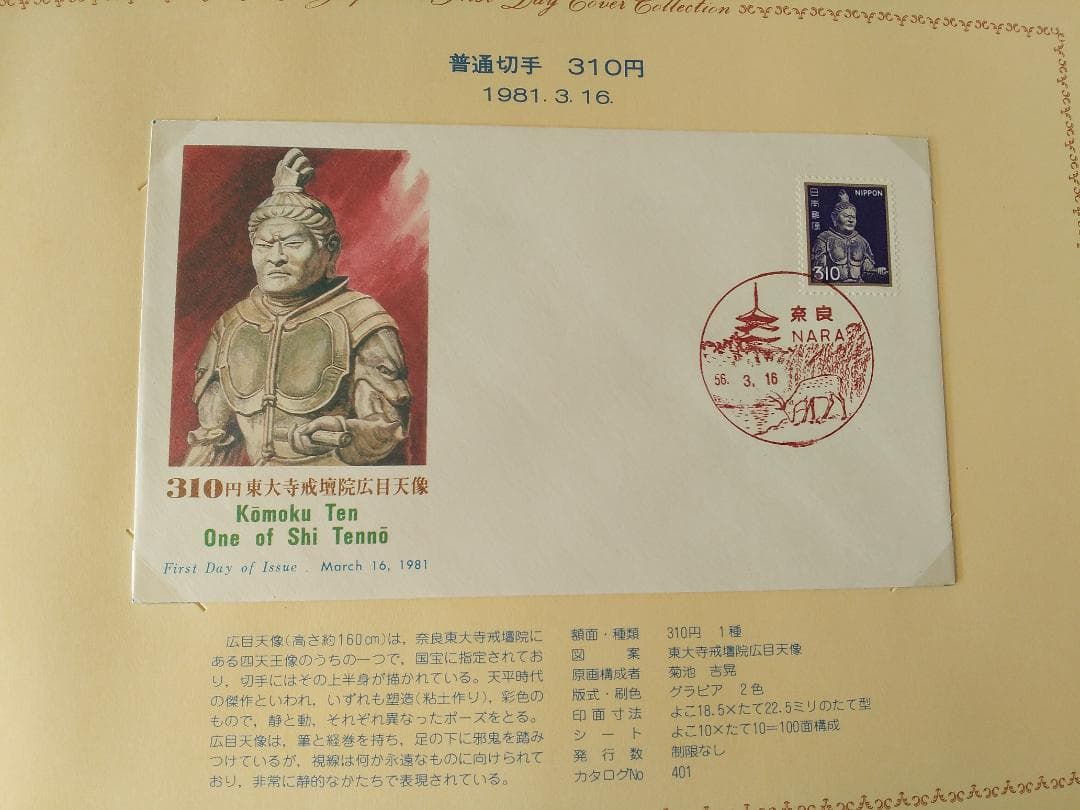 First Day Cover Collection
普通切手　310円
1981. 3. 16.
日本郵便
NIPPON
310
奈良
NARA
56. 3. 16
310円東大寺戒壇院広目天像
Kōmoku Ten
One of Shi Tennō
First Day of Issue . March 16, 1981
広目天像(高さ約160㎝)は，奈良東大寺戒壇院に
ある四天王像のうちの一つで，国宝に指定されてお
り，切手にはその上半身が描かれている。天平時代
の傑作といわれ，いずれも塑造(粘土作り)，彩色の
もので，静と動，それぞれ異なったポーズをとる。
広目天像は，筆と経巻を持ち，足の下に邪鬼を踏み
つけているが，視線は何か永遠なものに向けられて
おり，非常に静的なかたちで表現されている。
額面・種類　310円　1種
図　　　案　東大寺戒壇院広目天像
原画構成者　菊池　吉晃
版式・刷色　グラビア　2色
印面寸法　よこ18.5×たて22.5ミリのたて型
シ　ー　ト　よこ10×たて10=100面構成
発　行　数　制限なし
カタログNo　401